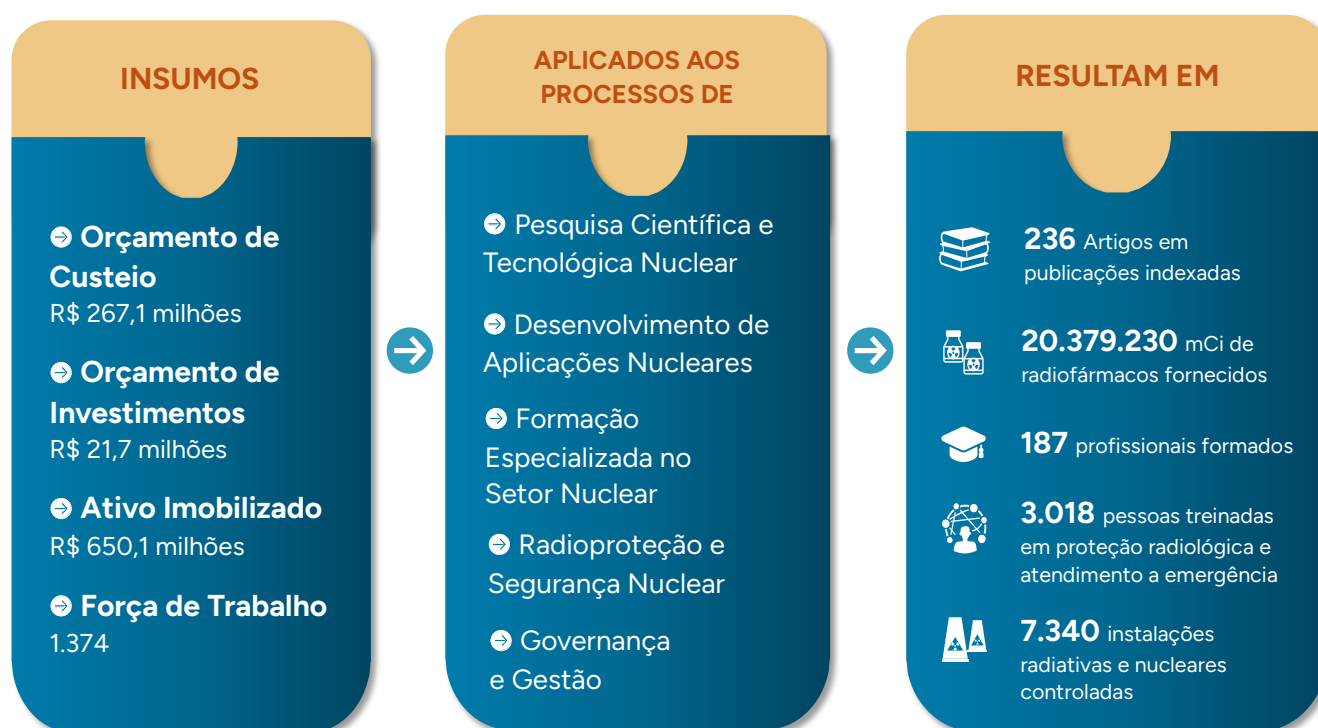 INSUMOS
Orçamento de
Custeio
R$ 267,1 milhões
Orçamento de
Investimentos
R$ 21,7 milhões
Ativo Imobilizado
R$ 650,1 milhões
Força de Trabalho
1.374
APLICADOS AOS
PROCESSOS DE
Pesquisa Científica e
Tecnológica Nuclear
Desenvolvimento de
Aplicações Nucleares
Formação
Especializada no
Setor Nuclear
Radioproteção e
Segurança Nuclear
Governança
e Gestão
RESULTAM EM
236 Artigos em
publicações indexadas
20.379.230 mCi de
radiofármacos fornecidos
187 profissionais formados
3.018 pessoas treinadas
em proteção radiológica e
atendimento a emergência
7.340 instalações
radiativas e nucleares
controladas